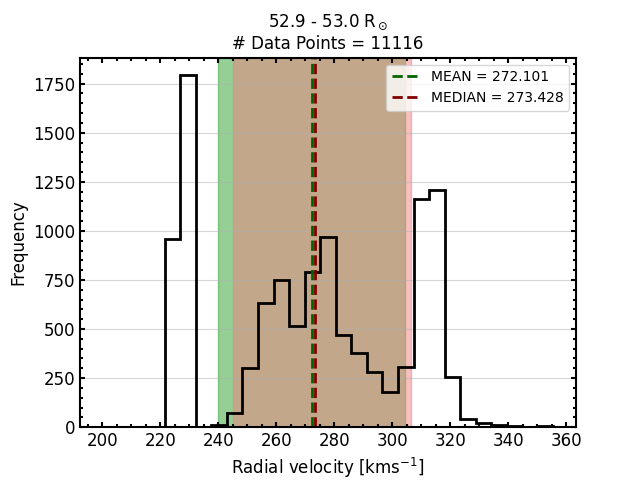 52.9 - 53.0 R⊙
# Data Points = 11116
MEAN = 272.101
MEDIAN = 273.428
Frequency
1750
1500
1250
1000
750
500
250
0
200 220 240 260 280 300 320 340 360
Radial velocity [kms⁻¹]